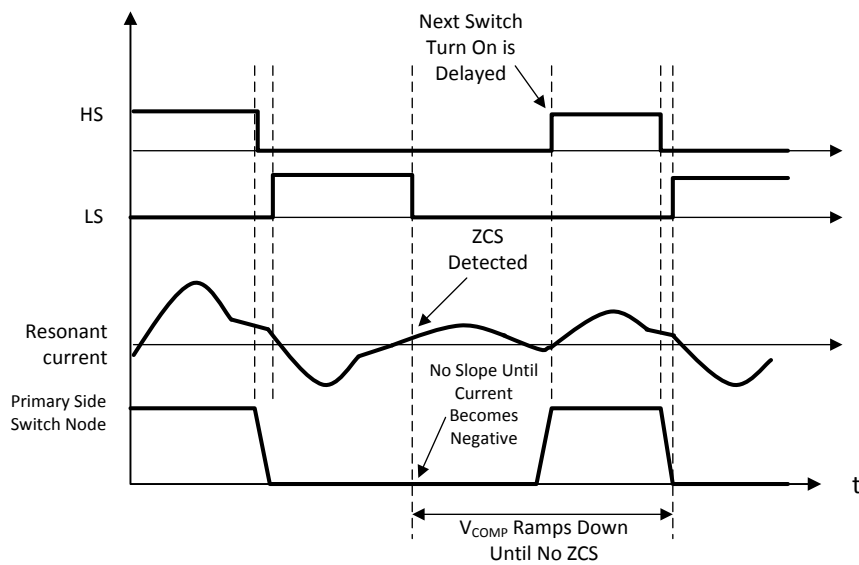 Next Switch
Turn On is
Delayed
HS
LS
ZCS
Detected
Resonant
current
No Slope Until
Current
Becomes
Negative
Primary Side
Switch Node
t
VCOMP Ramps Down
Until No ZCS